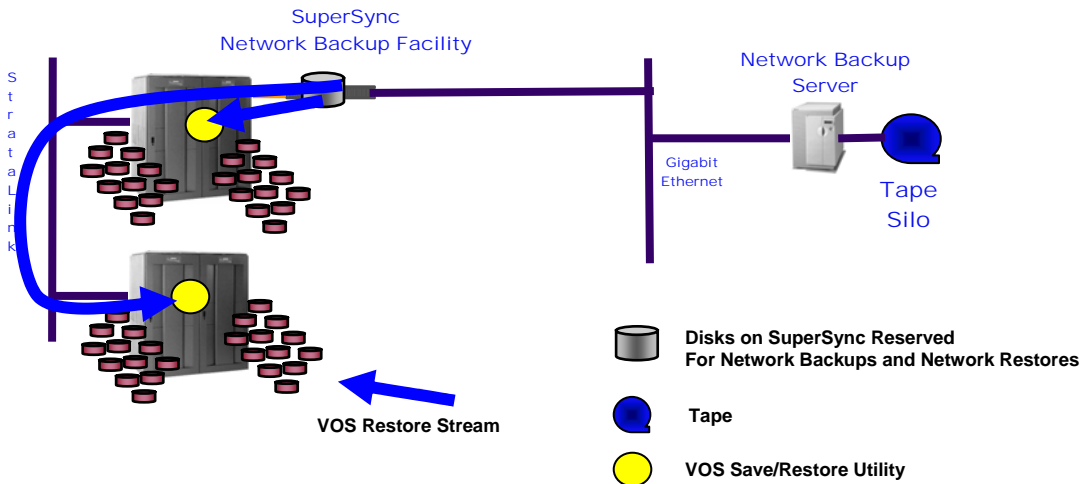 SuperSync
Network Backup Facility
StrataLink
Network Backup
Server
Gigabit
Ethernet
Tape
Silo
Disks on SuperSync Reserved
For Network Backups and Network Restores
VOS Restore Stream
Tape
VOS Save/Restore Utility